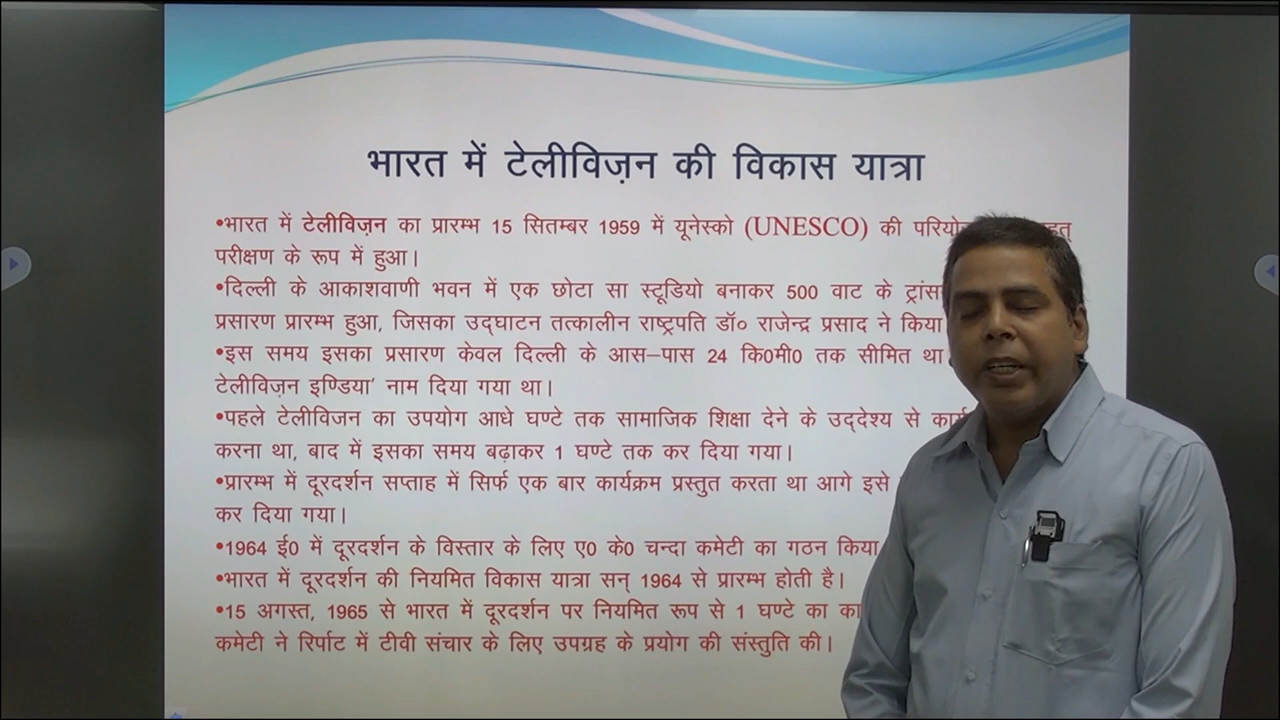 भारत में टेलीविज़न की विकास यात्रा
•भारत में टेलीविज़न का प्रारम्भ 15 सितम्बर 1959 में यूनेस्को (UNESCO) की
परीक्षण के रूप में हुआ।
•दिल्ली के आकाशवाणी भवन में एक छोटा सा स्टूडियो बनाकर 500 वाट के
प्रसारण प्रारम्भ हुआ, जिसका उद्घाटन तत्कालीन राष्ट्रपति डॉ० राजेन्द्र प्रसाद ने किया
•इस समय इसका प्रसारण केवल दिल्ली के आस–पास 24 कि0मी0 तक सीमित था
टेलीविज़न इण्डिया’ नाम दिया गया था।
•पहले टेलीविजन का उपयोग आधे घण्टे तक सामाजिक शिक्षा देने के उद्देश्य से
करना था, बाद में इसका समय बढ़ाकर 1 घण्टे तक कर दिया गया।
•प्रारम्भ में दूरदर्शन सप्ताह में सिर्फ एक बार कार्यक्रम प्रस्तुत करता था आगे इसे
कर दिया गया।
•1964 ई0 में दूरदर्शन के विस्तार के लिए ए0 के0 चन्दा कमेटी का गठन किया
•भारत में दूरदर्शन की नियमित विकास यात्रा सन् 1964 से प्रारम्भ होती है।
•15 अगस्त, 1965 से भारत में दूरदर्शन पर नियमित रूप से 1 घण्टे का
कमेटी ने रिर्पाट में टीवी संचार के लिए उपग्रह के प्रयोग की संस्तुति की।